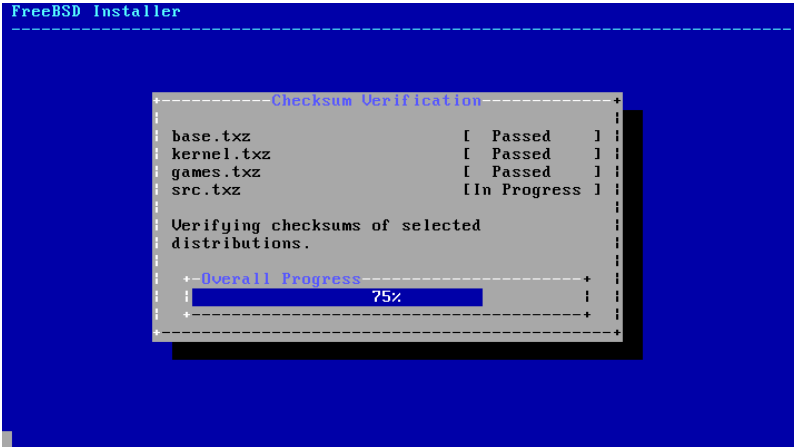 FreeBSD Installer
Checksum Verification
base.txz [ Passed ]
kernel.txz [ Passed ]
games.txz [ Passed ]
src.txz [In Progress ]
Verifying checksums of selected
distributions.
Overall Progress
75%